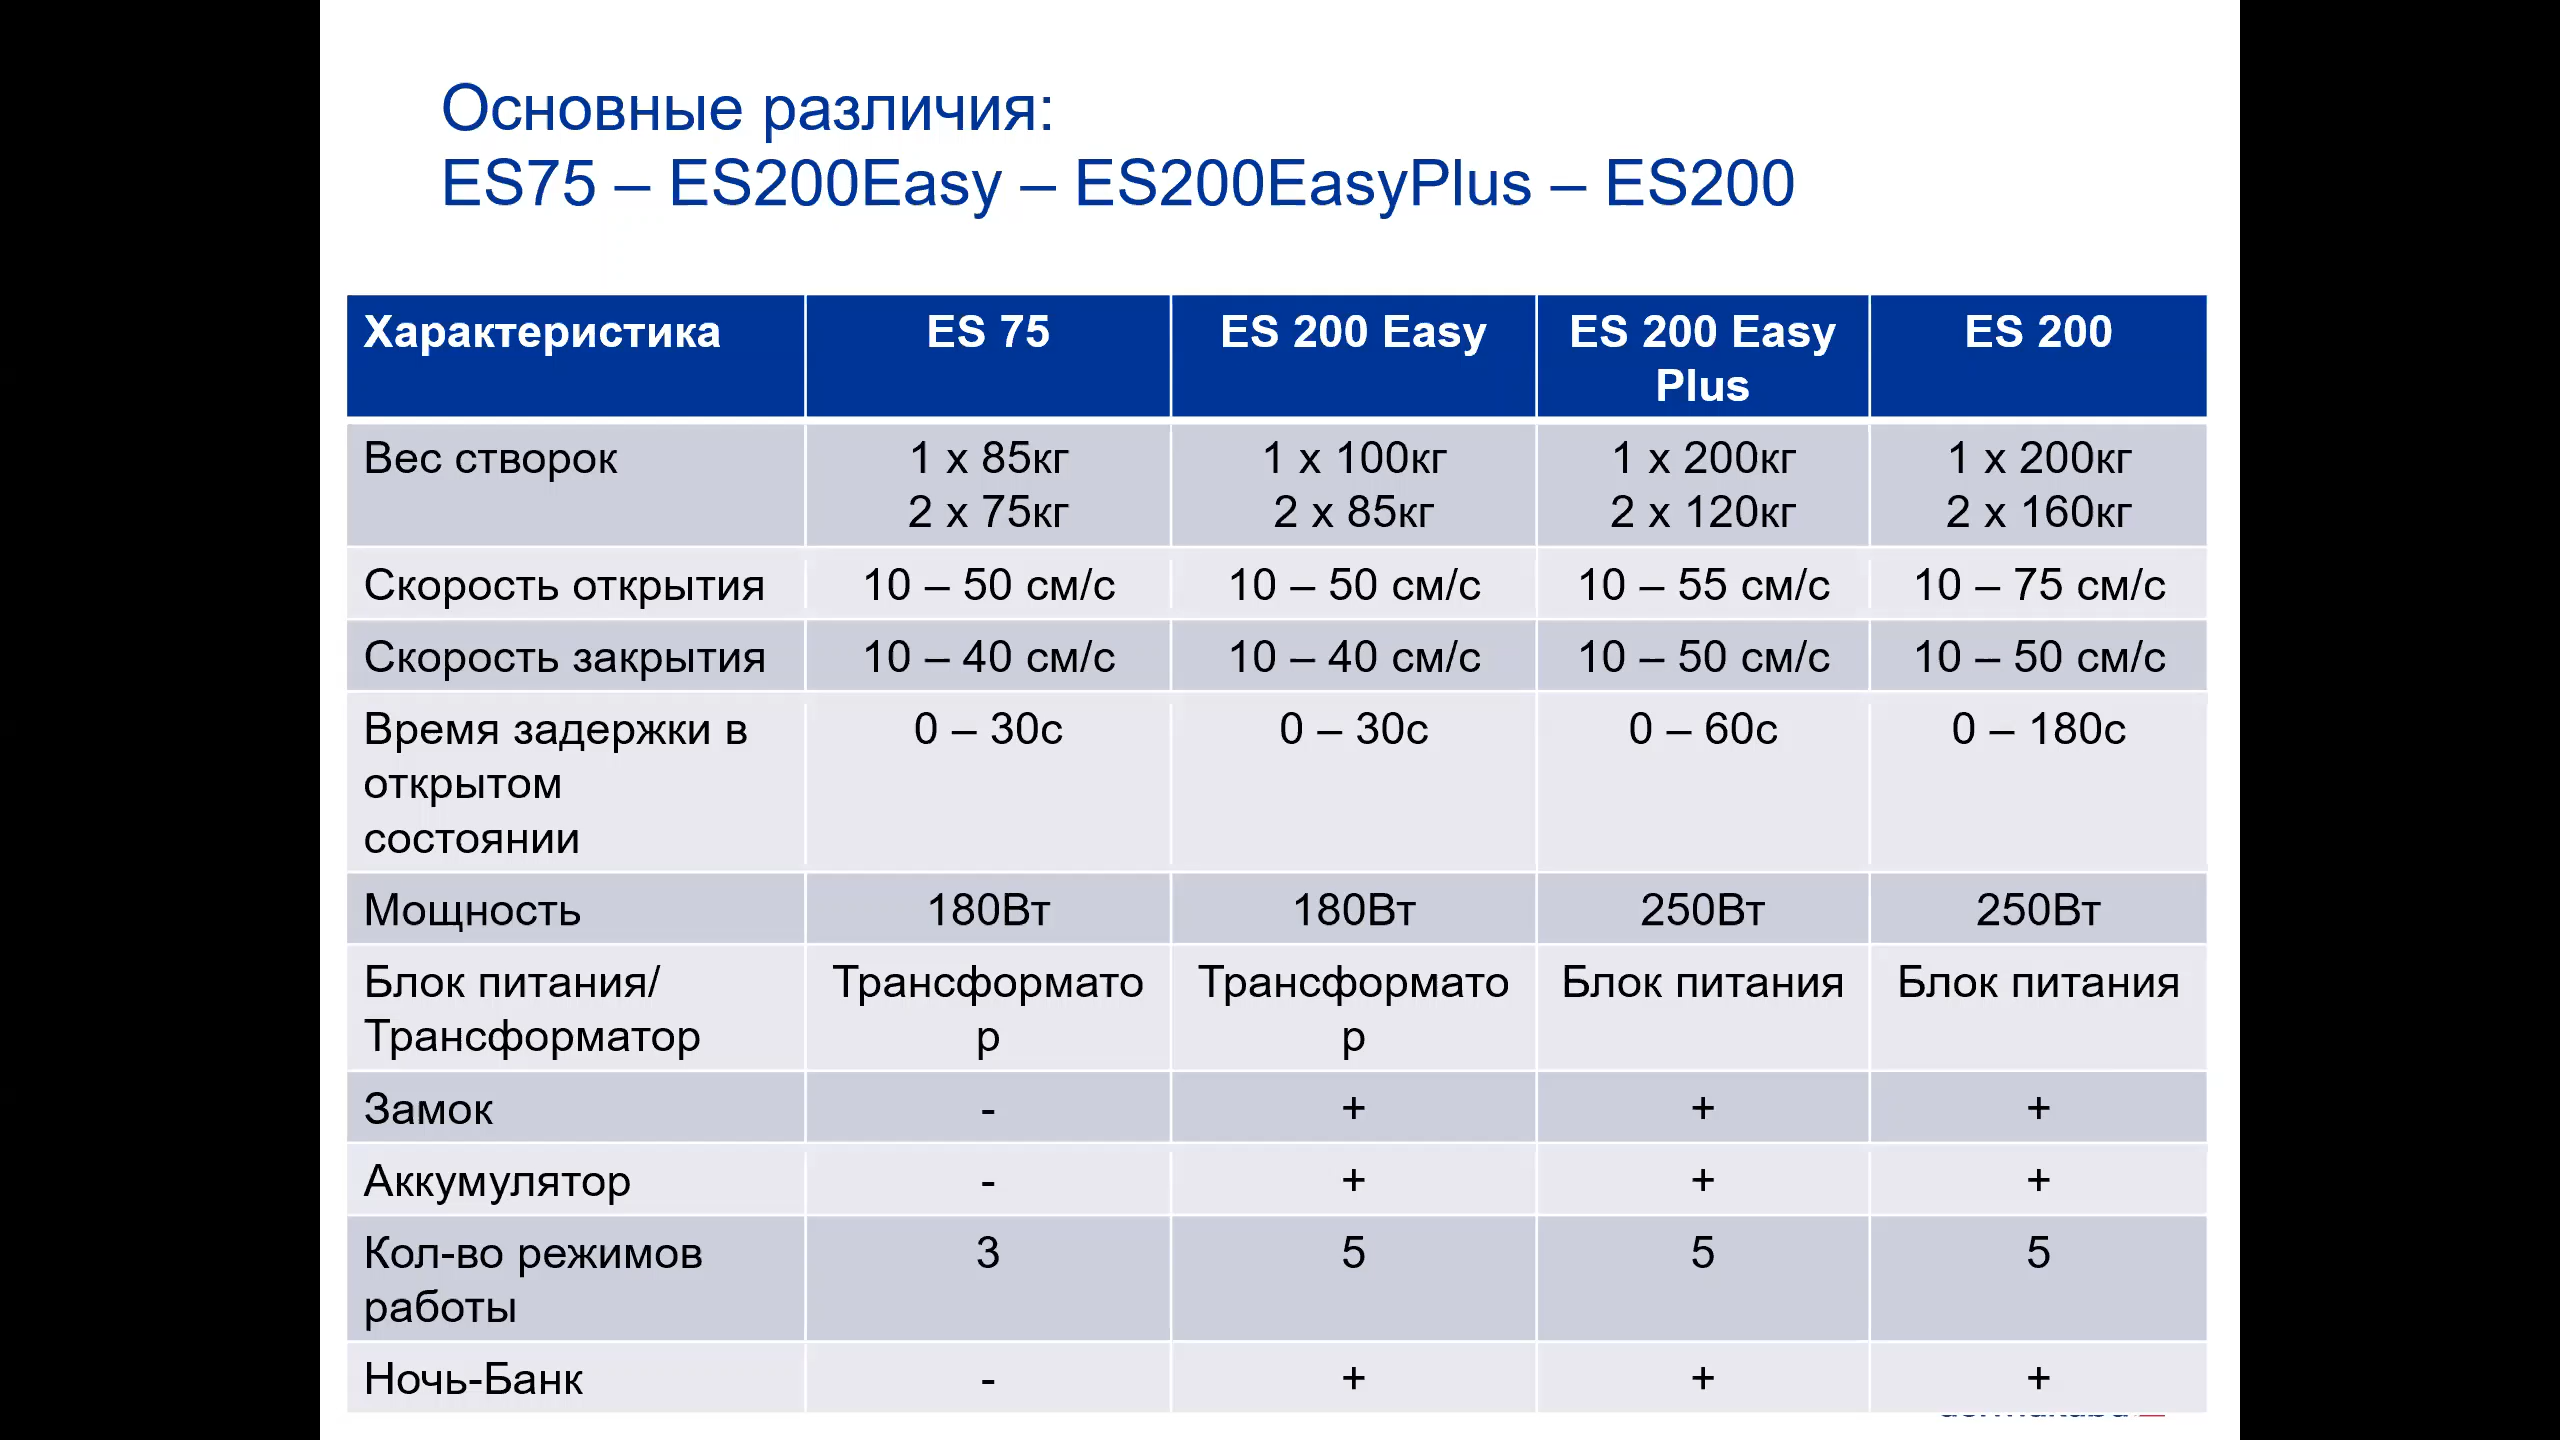 Основные различия:
ES75 – ES200Easy – ES200EasyPlus – ES200
Характеристика ES 75 ES 200 Easy ES 200 Easy ES 200
Plus
Вес створок 1 x 85кг 1 x 100кг 1 x 200кг 1 x 200кг
2 x 75кг 2 x 85кг 2 x 120кг 2 x 160кг
Скорость открытия 10 – 50 см/с 10 – 50 см/с 10 – 55 см/с 10 – 75 см/с
Скорость закрытия 10 – 40 см/с 10 – 40 см/с 10 – 50 см/с 10 – 50 см/с
Время задержки в 0 – 30с 0 – 30с 0 – 60с 0 – 180с
открытом
состоянии
Мощность 180Вт 180Вт 250Вт 250Вт
Блок питания/ Трансформато Трансформато Блок питания Блок питания
Трансформатор р р
Замок - + + +
Аккумулятор - + + +
Кол-во режимов 3 5 5 5
работы
Ночь-Банк - + + +